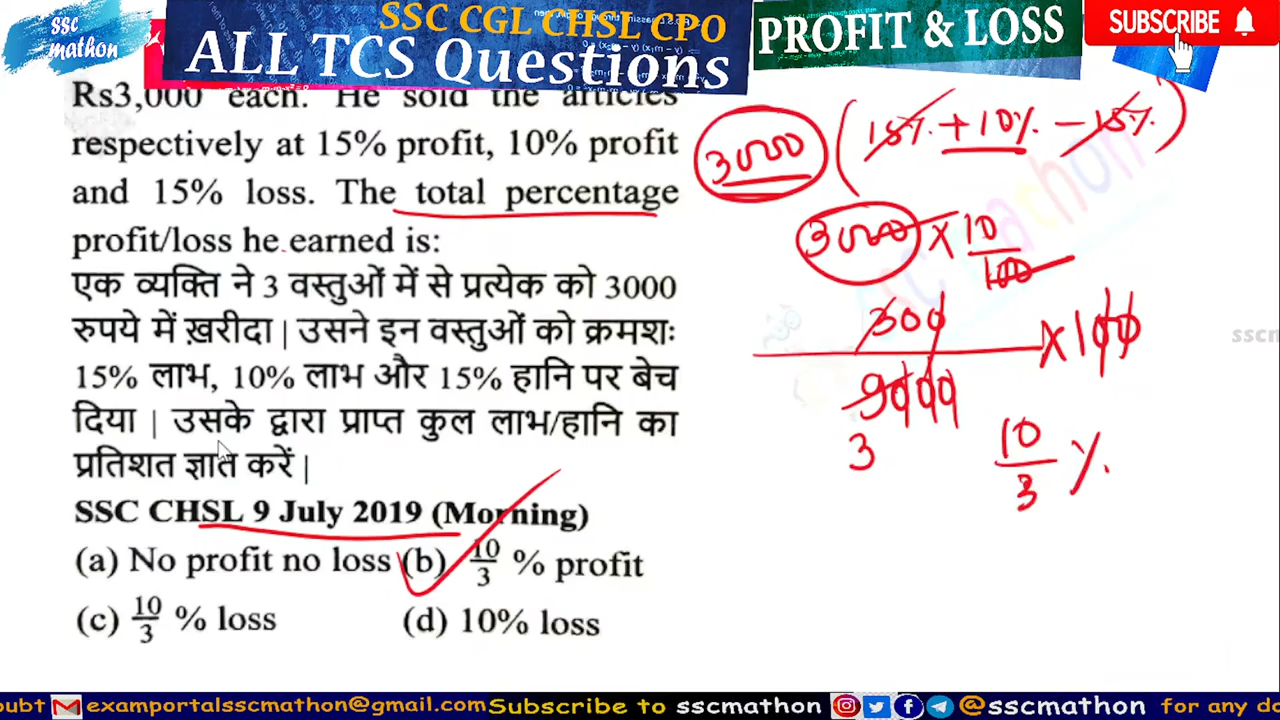 SSC CGL CHSL CPO
ssc mathon
ALL TCS Questions
PROFIT & LOSS
SUBSCRIBE
Rs3,000 each. He sold the articles
respectively at 15% profit, 10% profit
and 15% loss. The total percentage
profit/loss he earned is:
एक व्यक्ति ने 3 वस्तुओं में से प्रत्येक को 3000
रुपये में ख़रीदा | उसने इन वस्तुओं को क्रमशः
15% लाभ, 10% लाभ और 15% हानि पर बेच
दिया | उसके द्वारा प्राप्त कुल लाभ/हानि का
प्रतिशत ज्ञात करें |
SSC CHSL 9 July 2019 (Morning)
(a) No profit no loss (b) 10/3 % profit
(c) 10/3 % loss (d) 10% loss
3000 (15% + 10% - 15%)
3000 x 10/100
300
9000 x 100
3
10/3 %
oubt examportalsscmathon@gmail.com Subscribe to sscmathon @sscmathon for any do